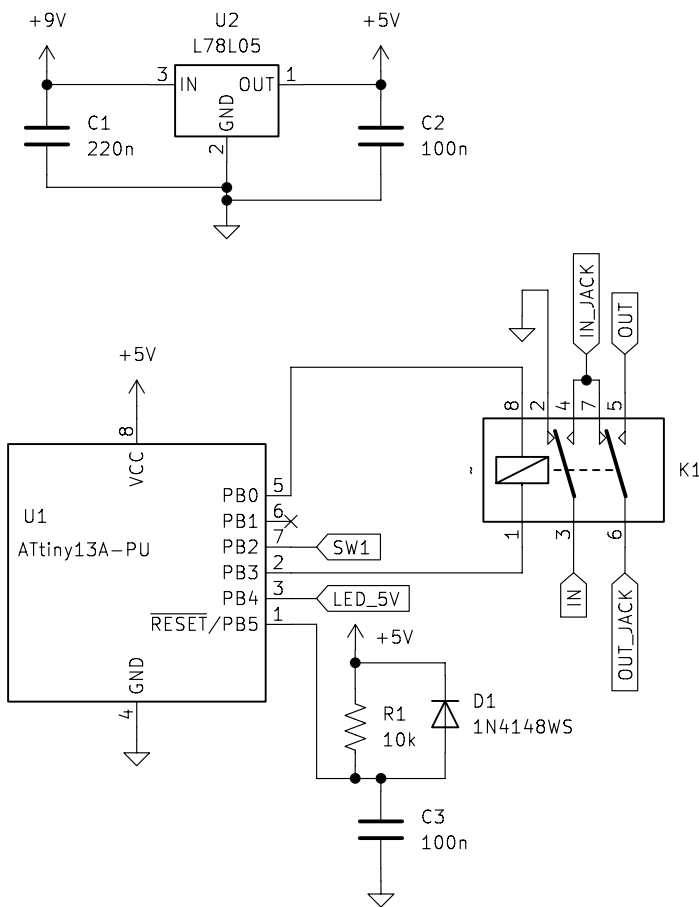 +9V
U2
L78L05
+5V
3
IN
OUT
1
GND
2
C1
220n
C2
100n
IN_JACK
OUT
+5V
8
VCC
8
2
4
7
5
K1
~
1
3
6
IN
OUT_JACK
U1
ATtiny13A-PU
PB0
5
PB1
6
PB2
7
SW1
PB3
2
PB4
3
LED_5V
RESET/PB5
1
GND
4
+5V
R1
10k
D1
1N4148WS
C3
100n